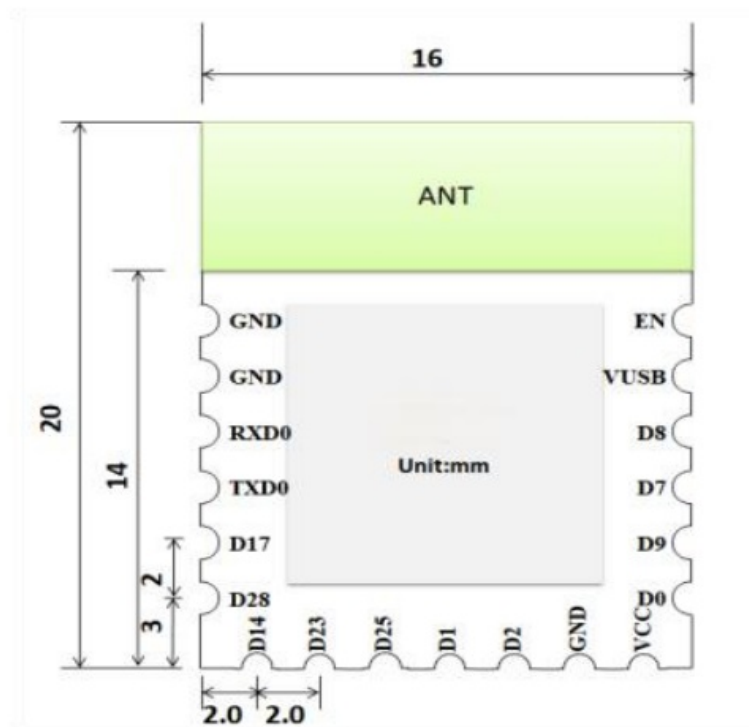 16
ANT
20
14
2
3
GND
GND
RXD0
TXD0
D17
D28
Unit:mm
EN
VUSB
D8
D7
D9
D0
D14
D23
D25
D1
D2
GND
VCC
2.0
2.0